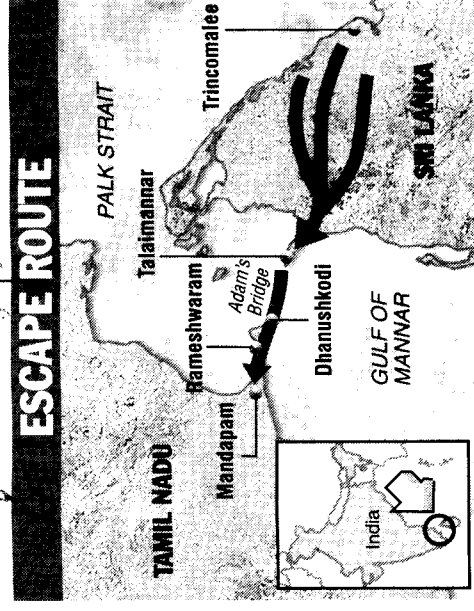 ESCAPE ROUTE
PALK STRAIT
Trincomalee
Talaimannar
TAMIL NADU
Rameshwaram
Adam's
Bridge
SRI LANKA
Mandapam
Dhanushkodi
GULF OF
MANNAR
India